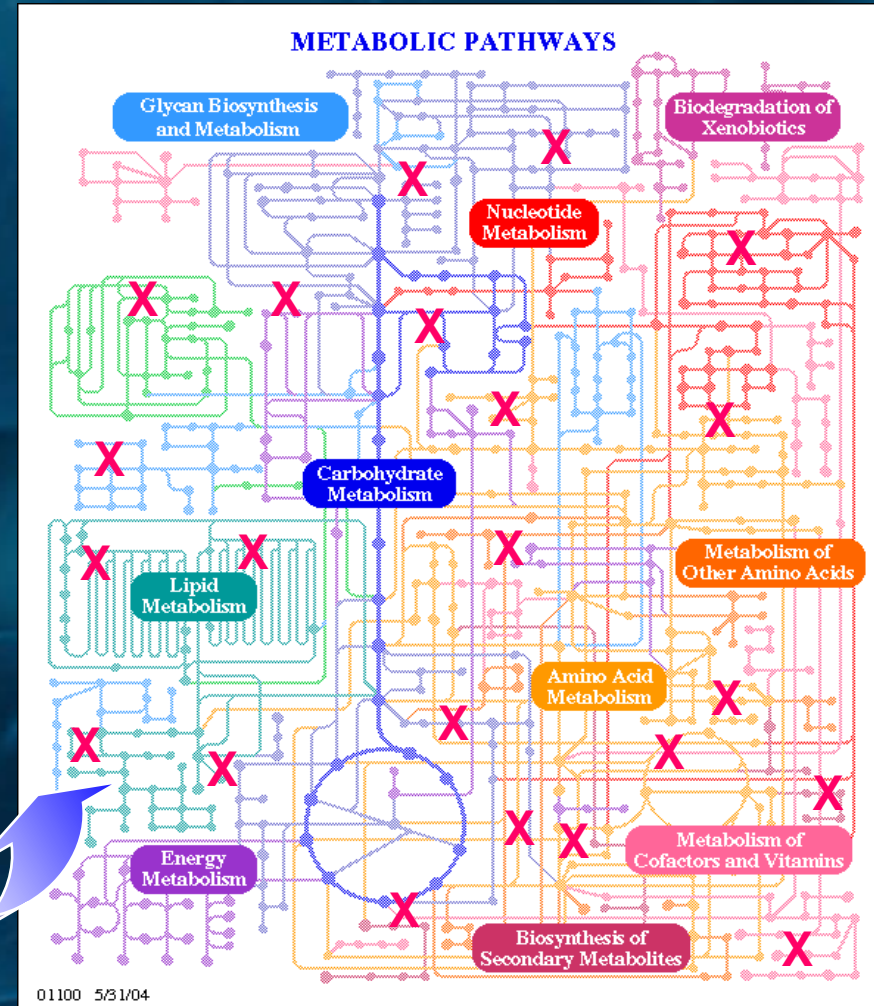 METABOLIC PATHWAYS
Glycan Biosynthesis
and Metabolism
Biodegradation of
Xenobiotics
X
X
Nucleotide
Metabolism
X
X
X
X
X
X
X
Carbohydrate
Metabolism
X
X
X
Metabolism of
Other Amino Acids
Lipid
Metabolism
Amino Acid
Metabolism
X
X
X
X
X
X
X
X
Metabolism of
Cofactors and Vitamins
Energy
Metabolism
X
Biosynthesis of
Secondary Metabolites
X
01100 5/31/04